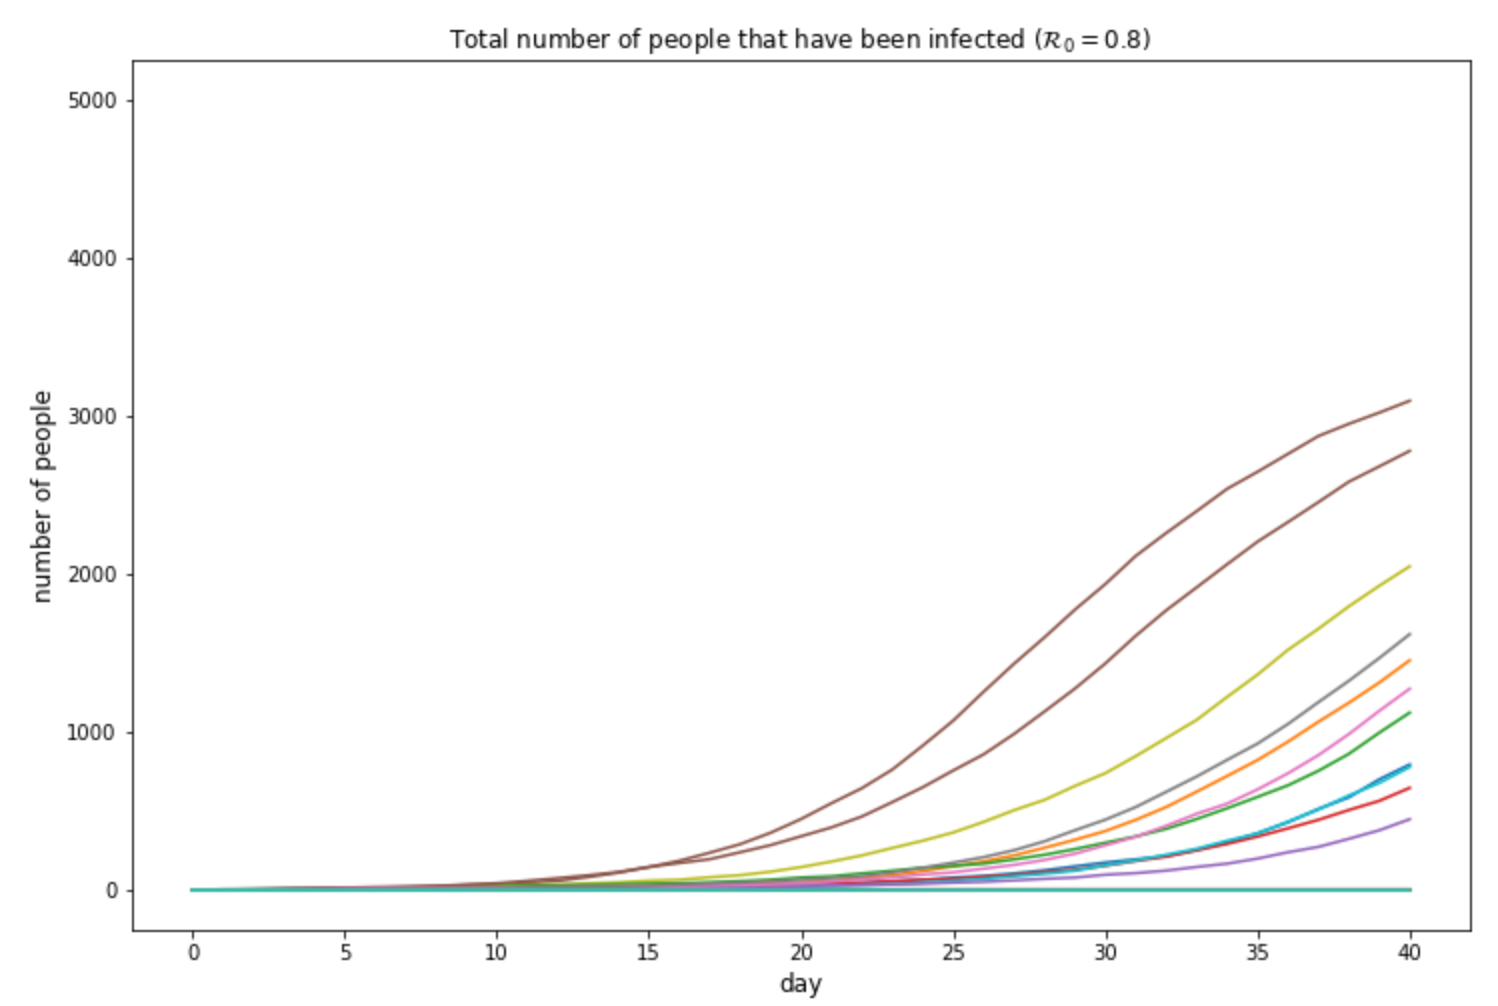 Total number of people that have been infected (ℛ₀ = 0.8)
5000
4000
3000
2000
1000
0
number of people
0 5 10 15 20 25 30 35 40
day